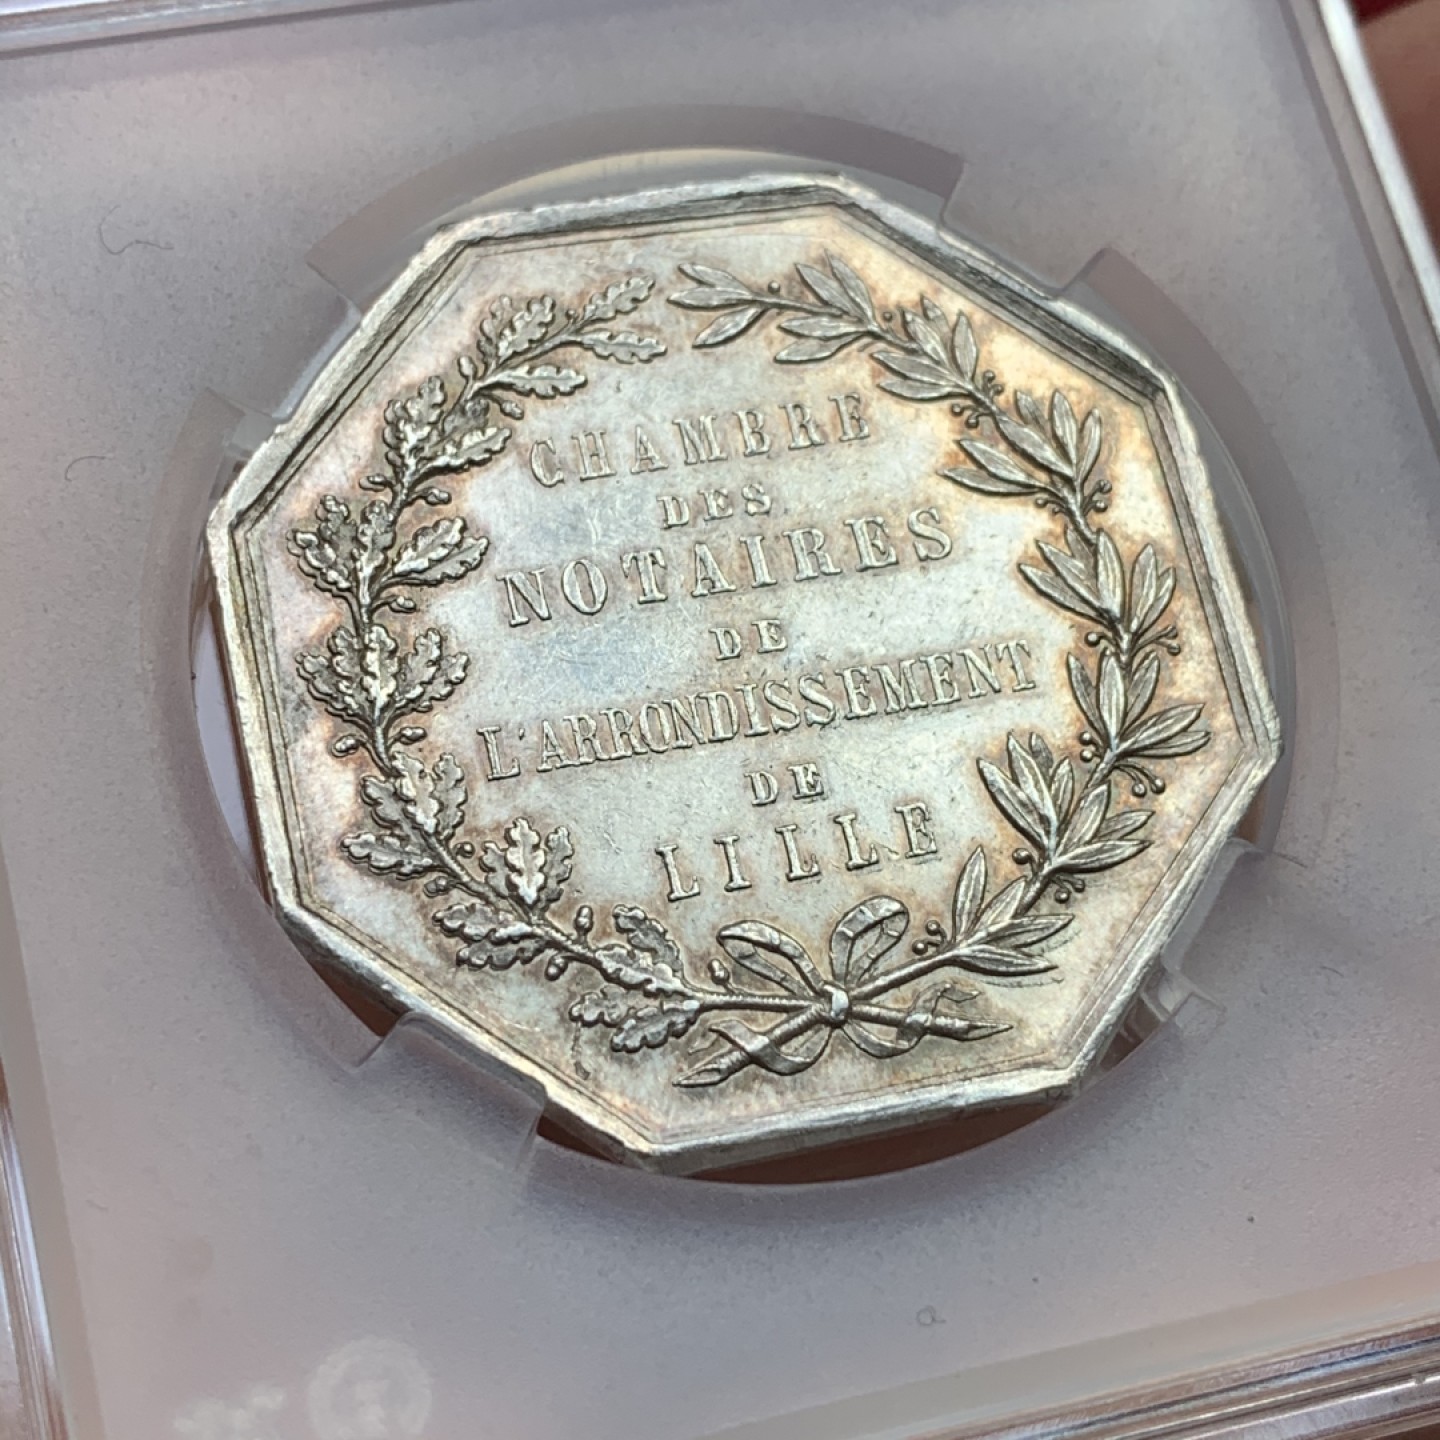 CHAMBRE
DES
NOTAIRES
DE
L'ARRONDISSEMENT
DE
LILLE